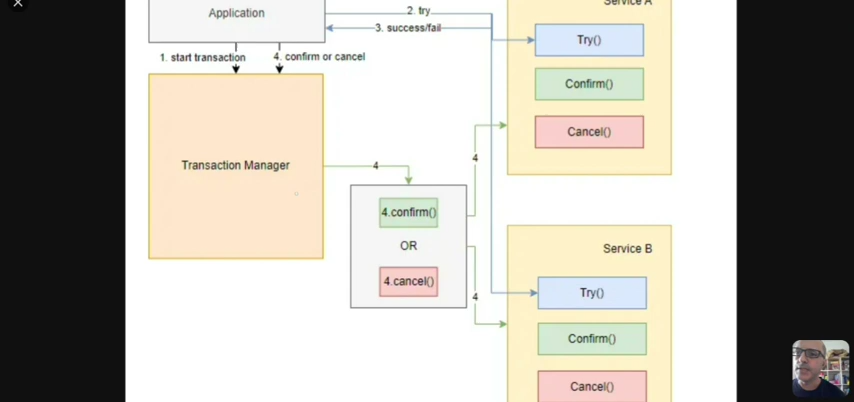 Application
2. try
3. success/fail
1. start transaction
4. confirm or cancel
Service A
Try()
Confirm()
Cancel()
Transaction Manager
4
4
4.confirm()
OR
4.cancel()
4
Service B
Try()
Confirm()
Cancel()